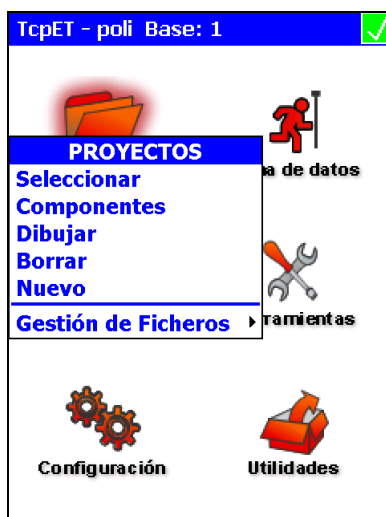 TcpET - poli Base: 1
PROYECTOS
Seleccionar
Componentes
Dibujar
Borrar
Nuevo
Gestión de Ficheros
de datos
Configuración
Utilidades